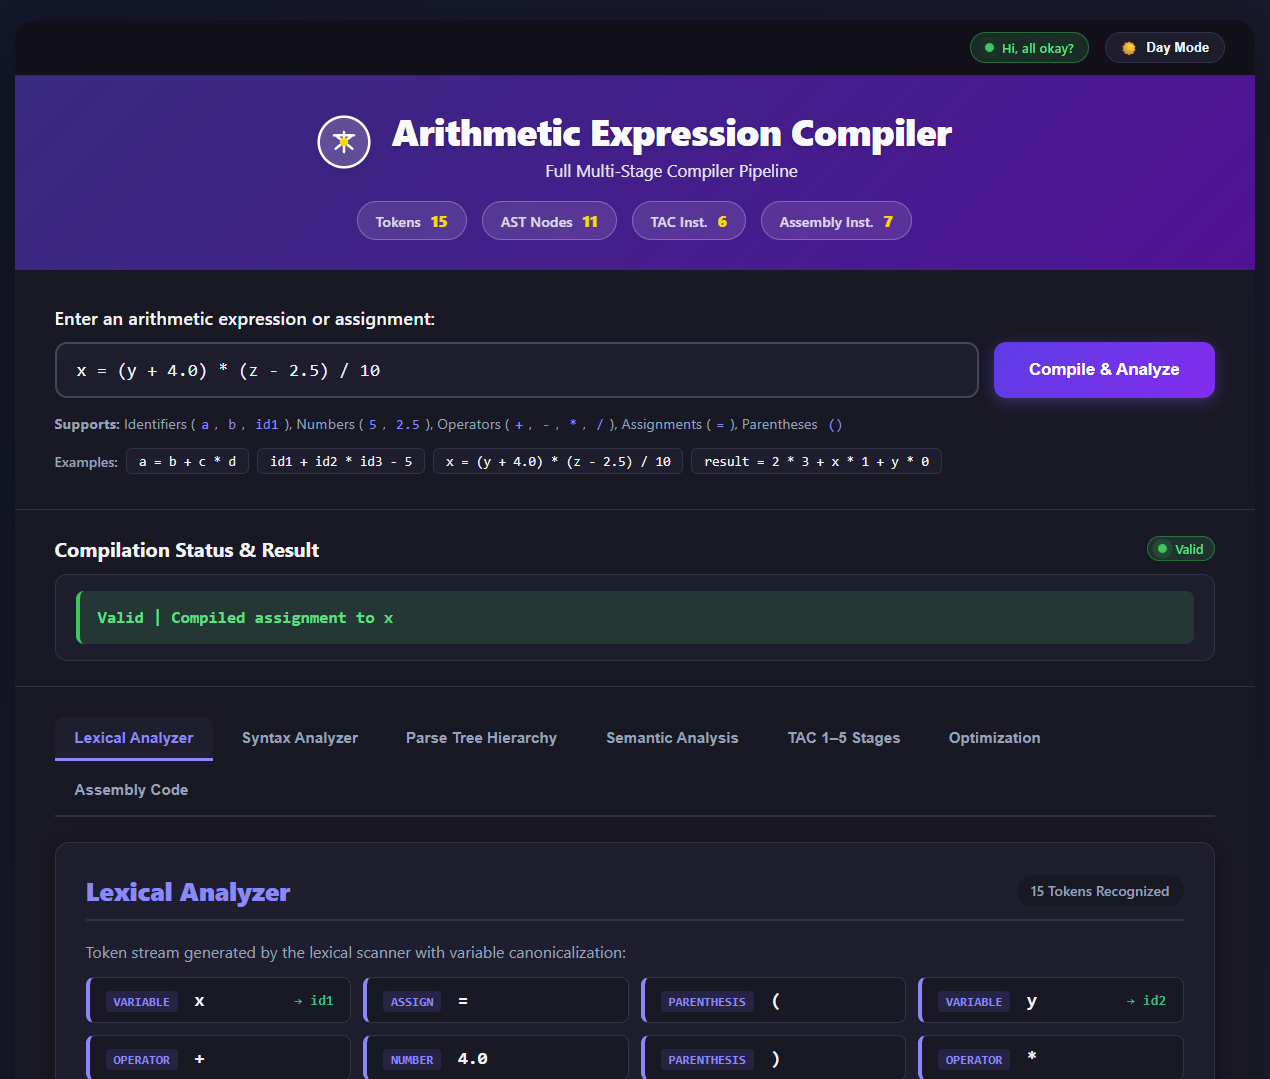 Hi, all okay?
Day Mode
Arithmetic Expression Compiler
Full Multi-Stage Compiler Pipeline
Tokens 15
AST Nodes 11
TAC Inst. 6
Assembly Inst. 7
Enter an arithmetic expression or assignment:
x = (y + 4.0) * (z - 2.5) / 10
Compile & Analyze
Supports: Identifiers ( a , b , id1 ), Numbers ( 5 , 2.5 ), Operators ( + , - , * , / ), Assignments ( = ), Parentheses ()
Examples: a = b + c * d id1 + id2 * id3 - 5 x = (y + 4.0) * (z - 2.5) / 10 result = 2 * 3 + x * 1 + y * 0
Compilation Status & Result
Valid
Valid | Compiled assignment to x
Lexical Analyzer
Syntax Analyzer
Parse Tree Hierarchy
Semantic Analysis
TAC 1–5 Stages
Optimization
Assembly Code
Lexical Analyzer
15 Tokens Recognized
Token stream generated by the lexical scanner with variable canonicalization:
VARIABLE x → id1
ASSIGN =
PARENTHESIS (
VARIABLE y → id2
OPERATOR +
NUMBER 4.0
PARENTHESIS )
OPERATOR *